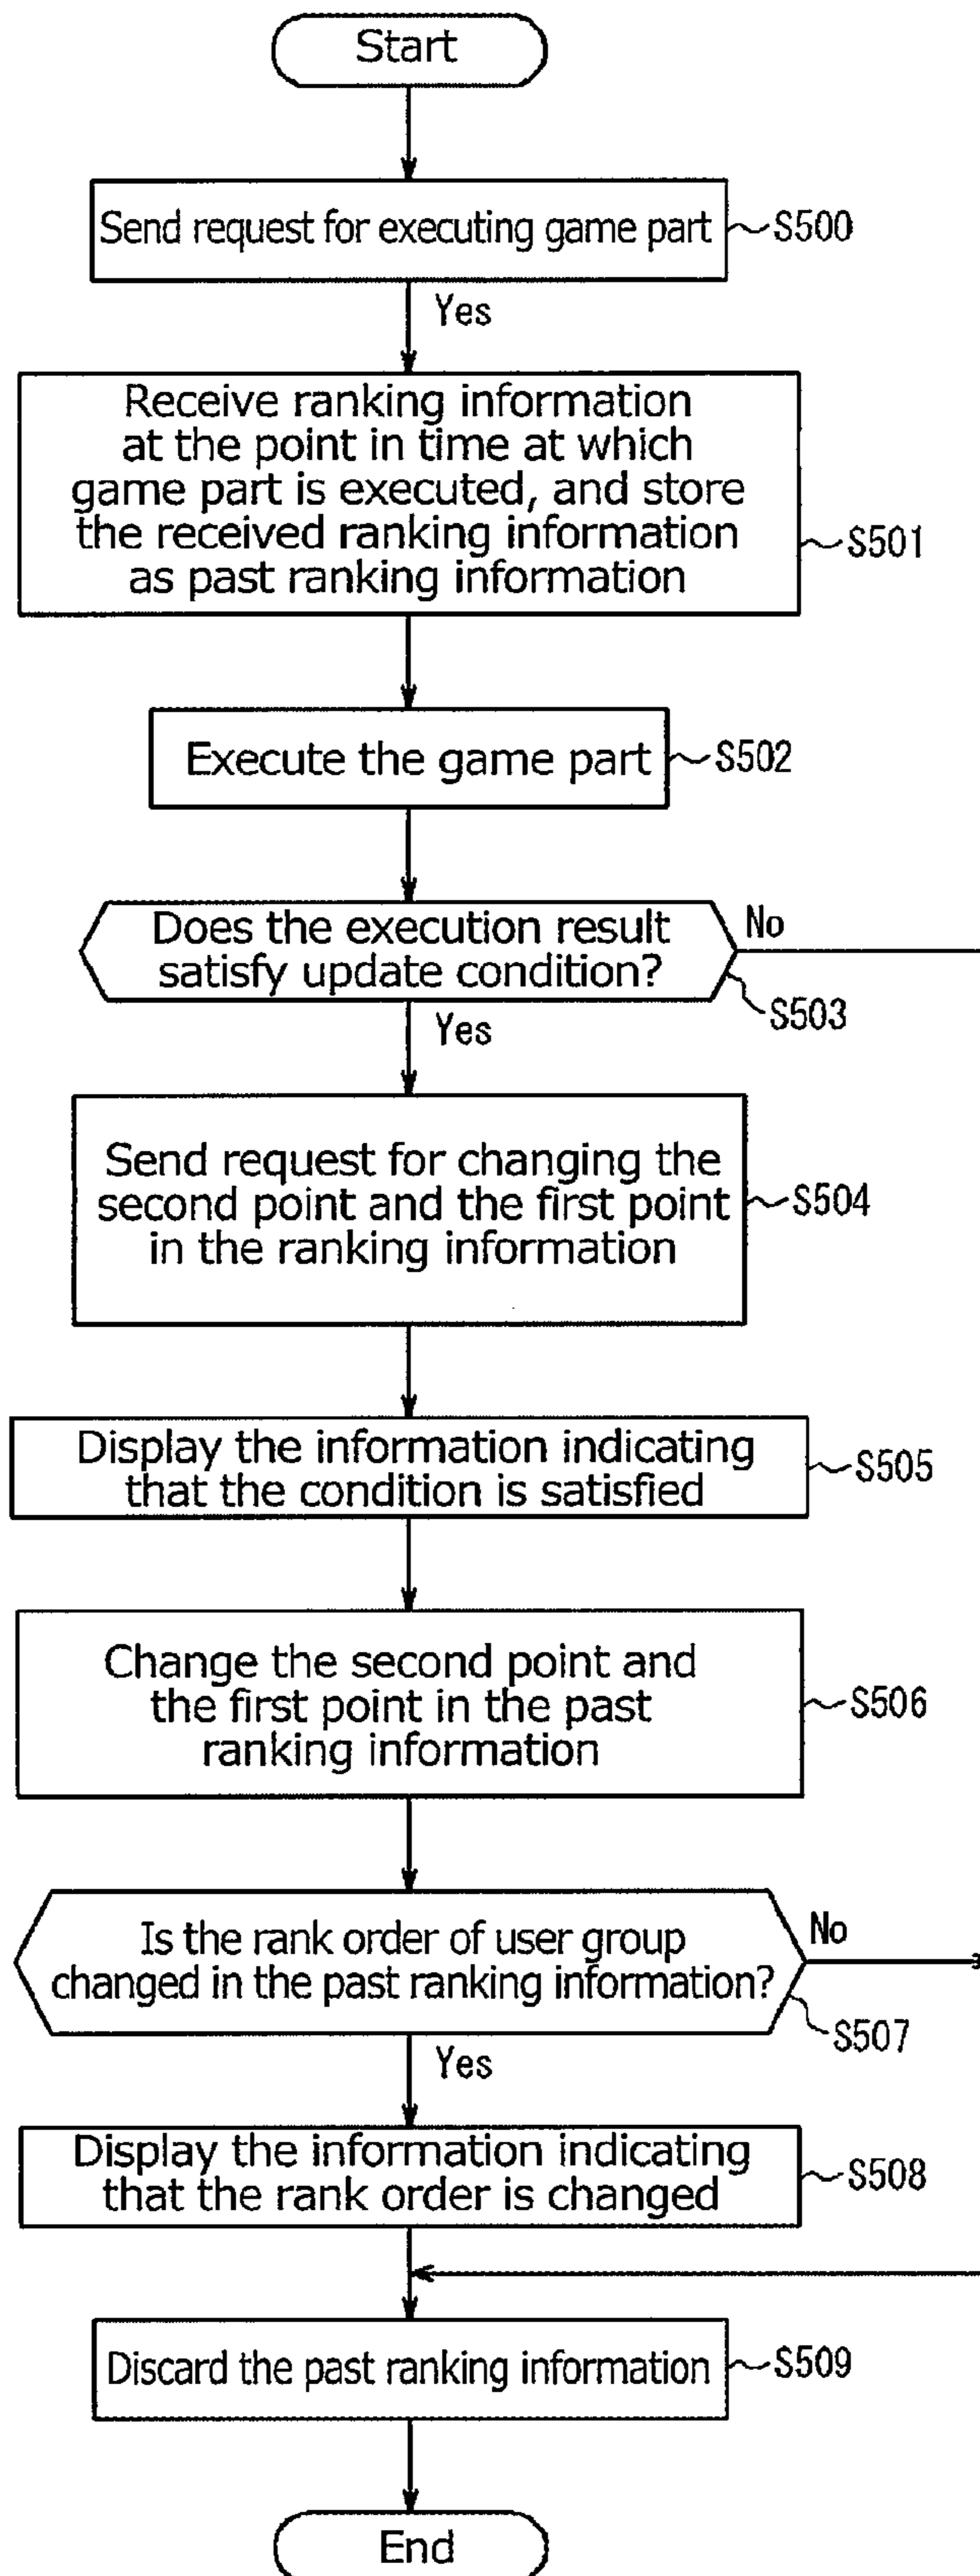 Start
Send request for executing game part
S500
Yes
Receive ranking information
at the point in time at which
game part is executed, and store
the received ranking information
as past ranking information
S501
Execute the game part
S502
Does the execution result
satisfy update condition?
No
S503
Yes
Send request for changing the
second point and the first point
in the ranking information
S504
Display the information indicating
that the condition is satisfied
S505
Change the second point and
the first point in the past
ranking information
S506
Is the rank order of user group
changed in the past ranking information?
No
S507
Yes
Display the information indicating
that the rank order is changed
S508
Discard the past ranking information
S509
End